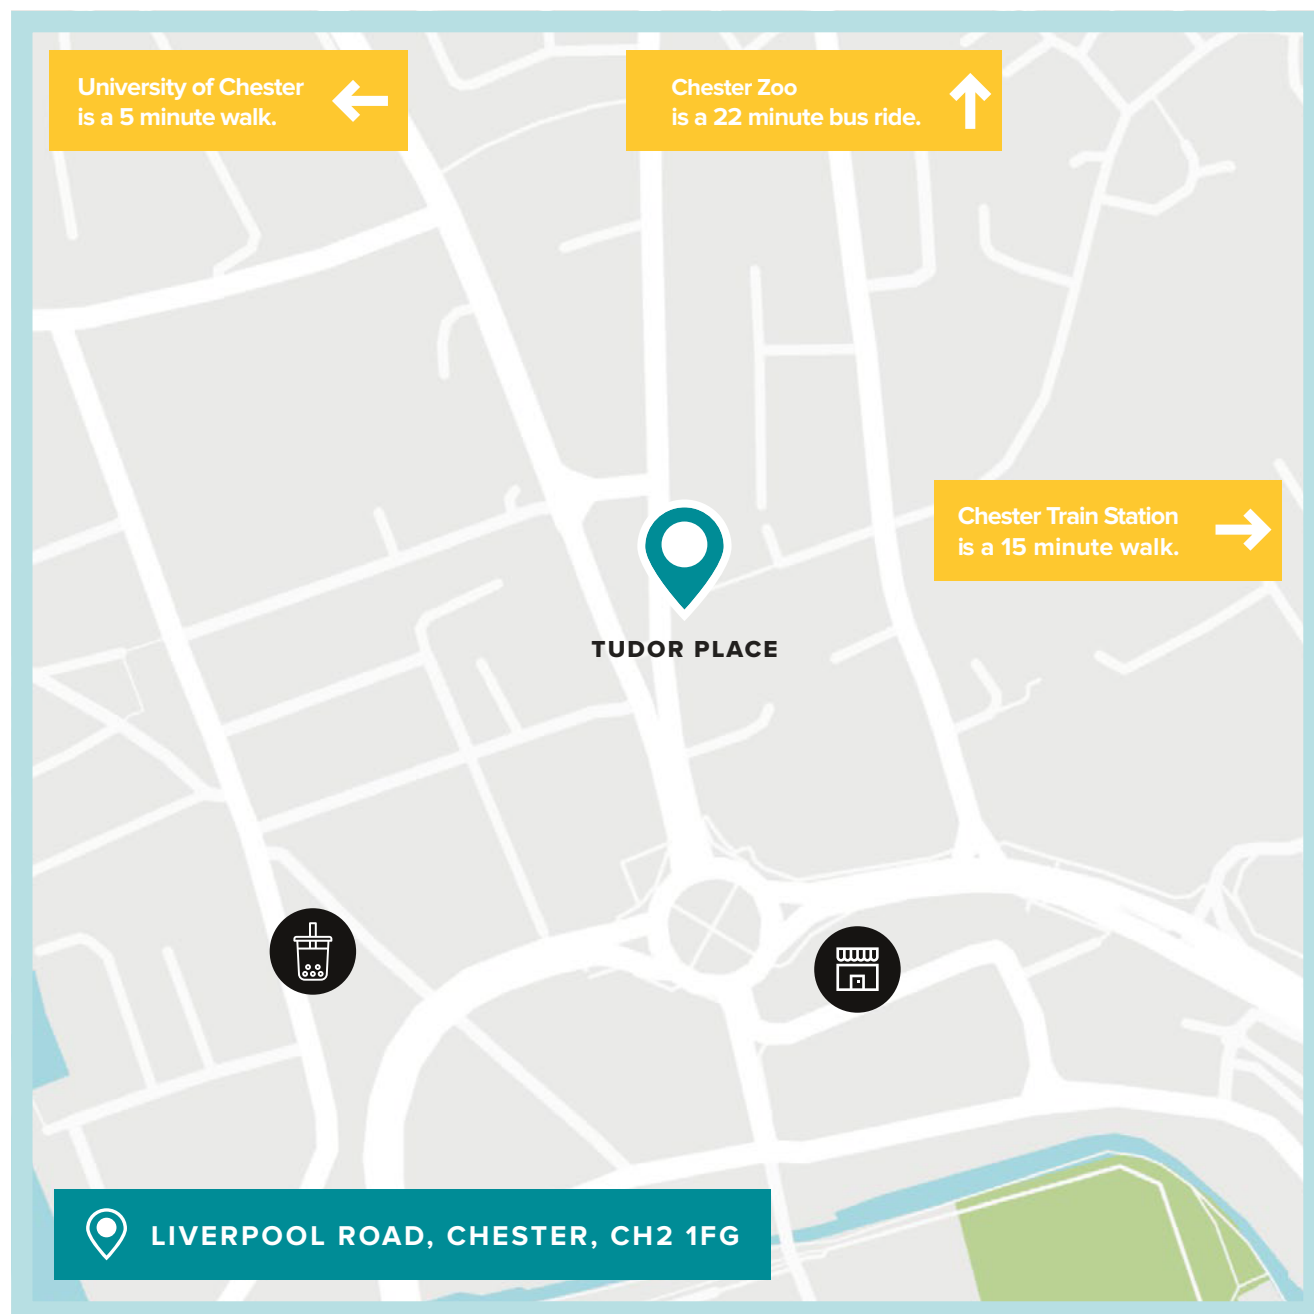 University of Chester
is a 5 minute walk.
Chester Zoo
is a 22 minute bus ride.
Chester Train Station
is a 15 minute walk.
TUDOR PLACE
LIVERPOOL ROAD, CHESTER, CH2 1FG